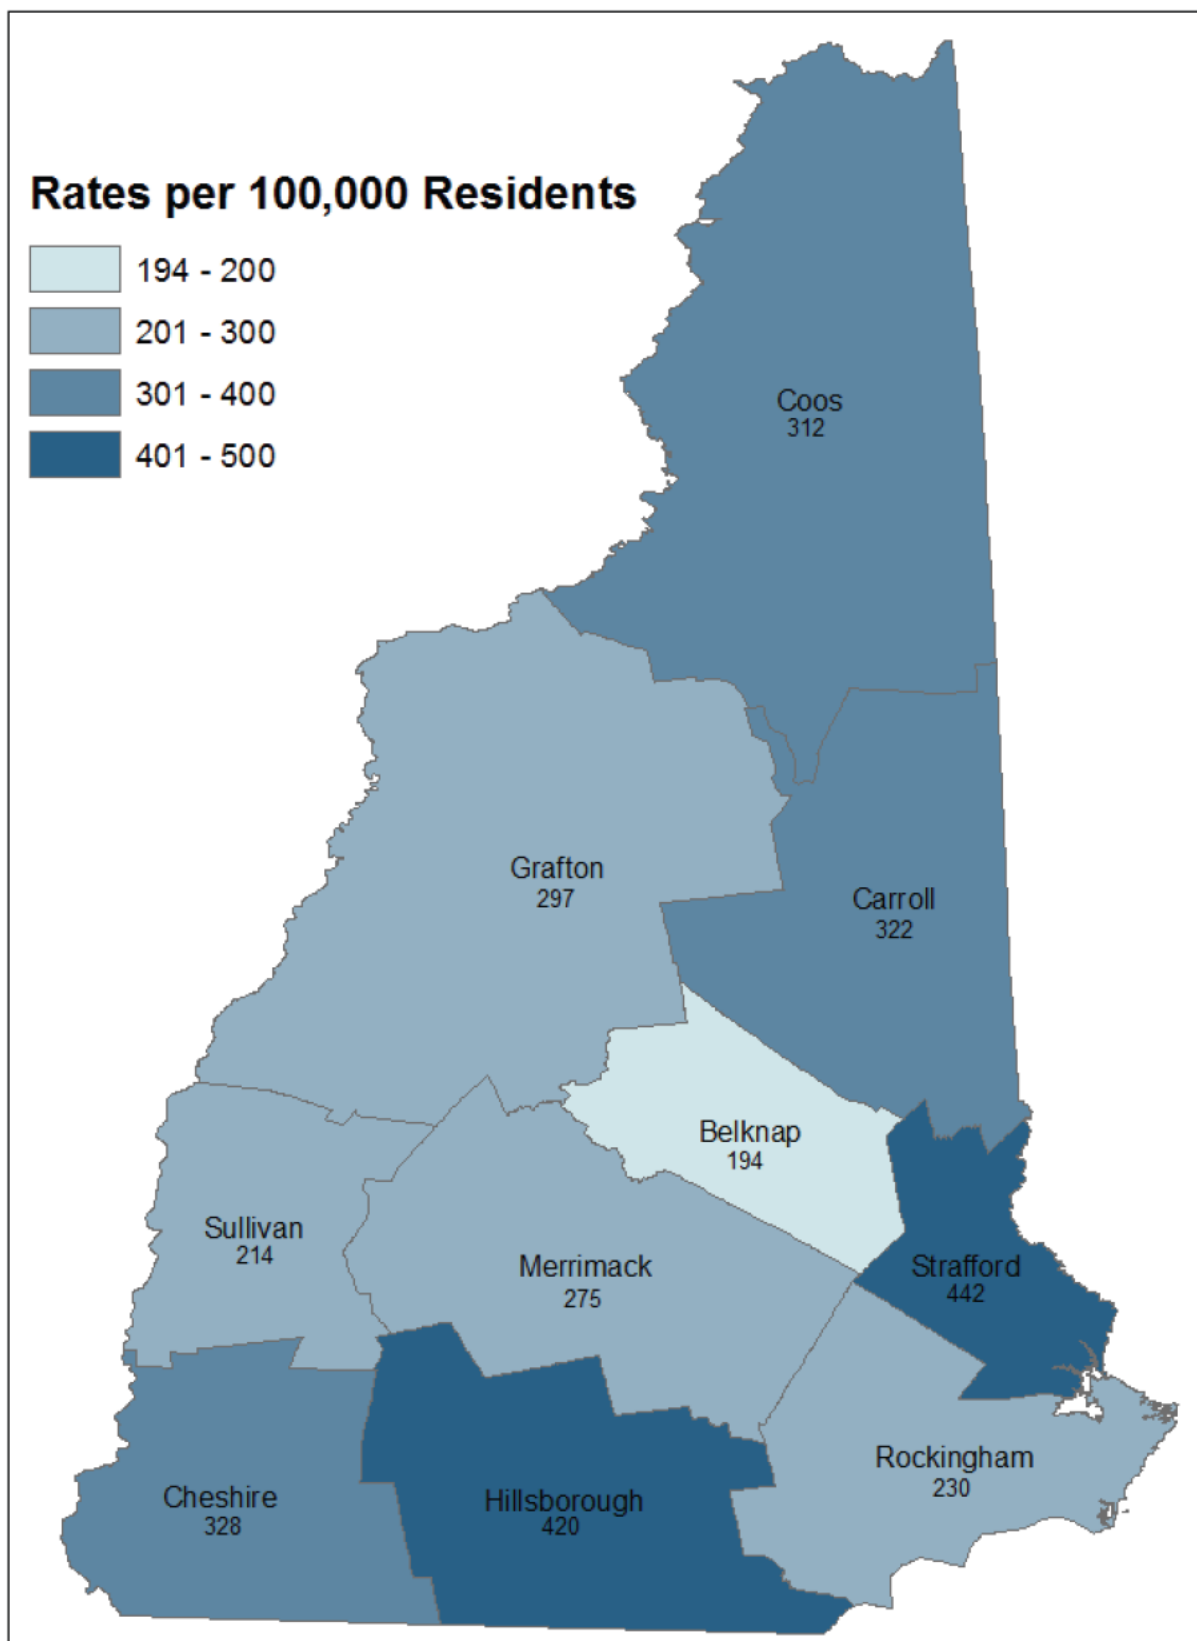 Rates per 100,000 Residents
194 - 200
201 - 300
301 - 400
401 - 500
Coos
312
Grafton
297
Carroll
322
Belknap
194
Sullivan
214
Merrimack
275
Strafford
442
Rockingham
230
Cheshire
328
Hillsborough
420